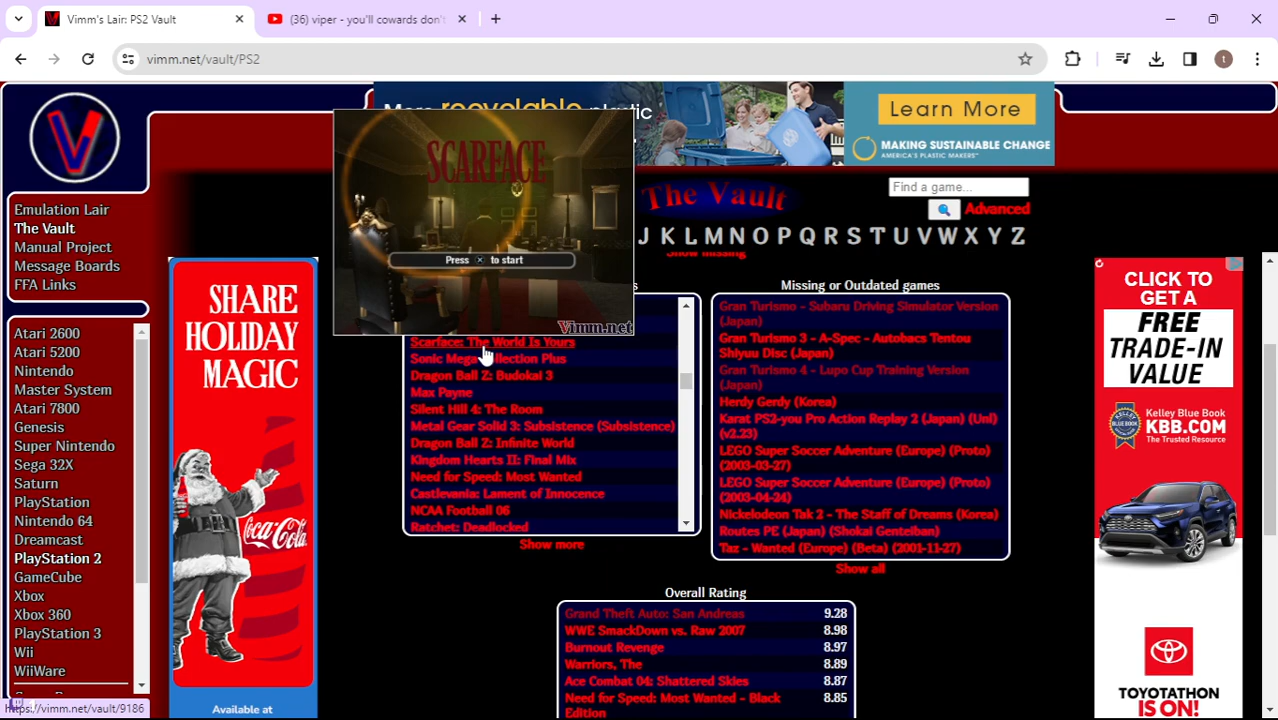 Vimm's Lair: PS2 Vault
(36) viper - you'll cowards don't
vimm.net/vault/PS2
t
More recyclable plastic
Learn More
MAKING SUSTAINABLE CHANGE
AMERICA'S PLASTIC MAKERS™
V
Emulation Lair
The Vault
Manual Project
Message Boards
FFA Links
Atari 2600
Atari 5200
Nintendo
Master System
Atari 7800
Genesis
Super Nintendo
Sega 32X
Saturn
PlayStation
Nintendo 64
Dreamcast
PlayStation 2
GameCube
Xbox
Xbox 360
PlayStation 3
Wii
WiiWare
https://vimm.net/vault/9186
SHARE
HOLIDAY
MAGIC
Coca-Cola
Available at
SCARFACE
Press ⓧ to start
Vimm.net
The Vault
Find a game...
Advanced
J K L M N O P Q R S T U V W X Y Z
Show missing
Scarface: The World Is Yours
Sonic Mega Collection Plus
Dragon Ball Z: Budokai 3
Max Payne
Silent Hill 4: The Room
Metal Gear Solid 3: Subsistence (Subsistence)
Dragon Ball Z: Infinite World
Kingdom Hearts II: Final Mix
Need for Speed: Most Wanted
Castlevania: Lament of Innocence
NCAA Football 06
Ratchet: Deadlocked
Show more
Missing or Outdated games
Gran Turismo - Subaru Driving Simulator Version
(Japan)
Gran Turismo 3 - A-Spec - Autobacs Tentou
Shiyuu Disc (Japan)
Gran Turismo 4 - Lupo Cup Training Version
(Japan)
Herdy Gerdy (Korea)
Karat PS2-you Pro Action Replay 2 (Japan) (Unl)
(v2.23)
LEGO Super Soccer Adventure (Europe) (Proto)
(2003-03-27)
LEGO Super Soccer Adventure (Europe) (Proto)
(2003-04-24)
Nickelodeon Tak 2 - The Staff of Dreams (Korea)
Routes PE (Japan) (Shokai Genteiban)
Taz - Wanted (Europe) (Beta) (2001-11-27)
Show all
Overall Rating
Grand Theft Auto: San Andreas 9.28
WWE SmackDown vs. Raw 2007 8.98
Burnout Revenge 8.97
Warriors, The 8.89
Ace Combat 04: Shattered Skies 8.87
Need for Speed: Most Wanted - Black 8.85
Edition
CLICK TO
GET A
FREE
TRADE-IN
VALUE
Kelley Blue Book
KBB.COM
The Trusted Resource
TOYOTA
TOYOTATHON
IS ON!